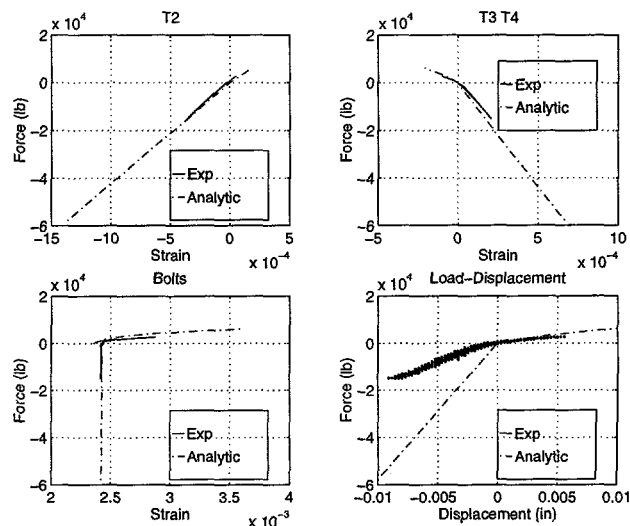 T2
x 10^4
2
0
−2
−4
−6
Force (lb)
Exp
Analytic
−15
−10
−5
0
5
Strain
x 10^−4
T3 T4
x 10^4
2
0
−2
−4
−6
Force (lb)
Exp
Analytic
−5
0
5
10
Strain
x 10^−4
Bolts
x 10^4
2
0
−2
−4
−6
Force (lb)
Exp
Analytic
2
2.5
3
3.5
4
Strain
x 10^−3
Load−Displacement
x 10^4
2
0
−2
−4
−6
Force (lb)
Exp
Analytic
−0.01
−0.005
0
0.005
0.01
Displacement (in)